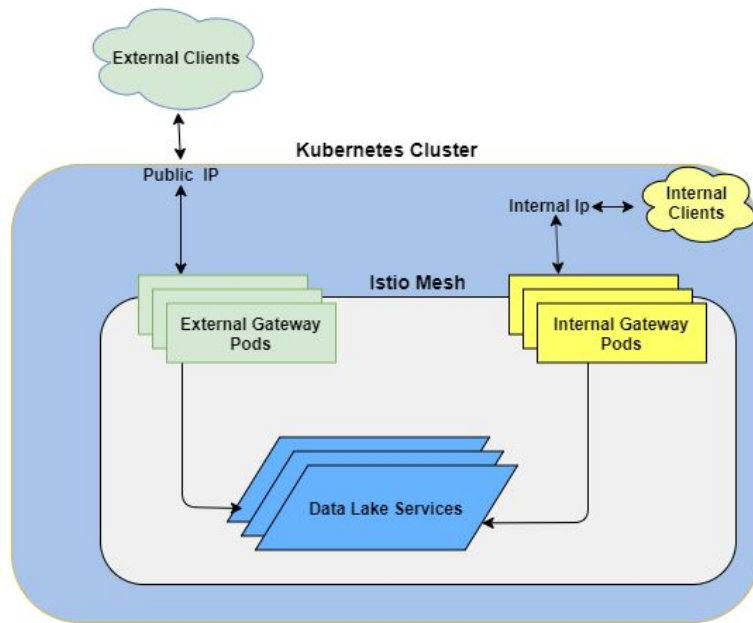 External Clients
Kubernetes Cluster
Public IP
Internal Ip
Internal
Clients
Istio Mesh
External Gateway
Pods
Internal Gateway
Pods
Data Lake Services